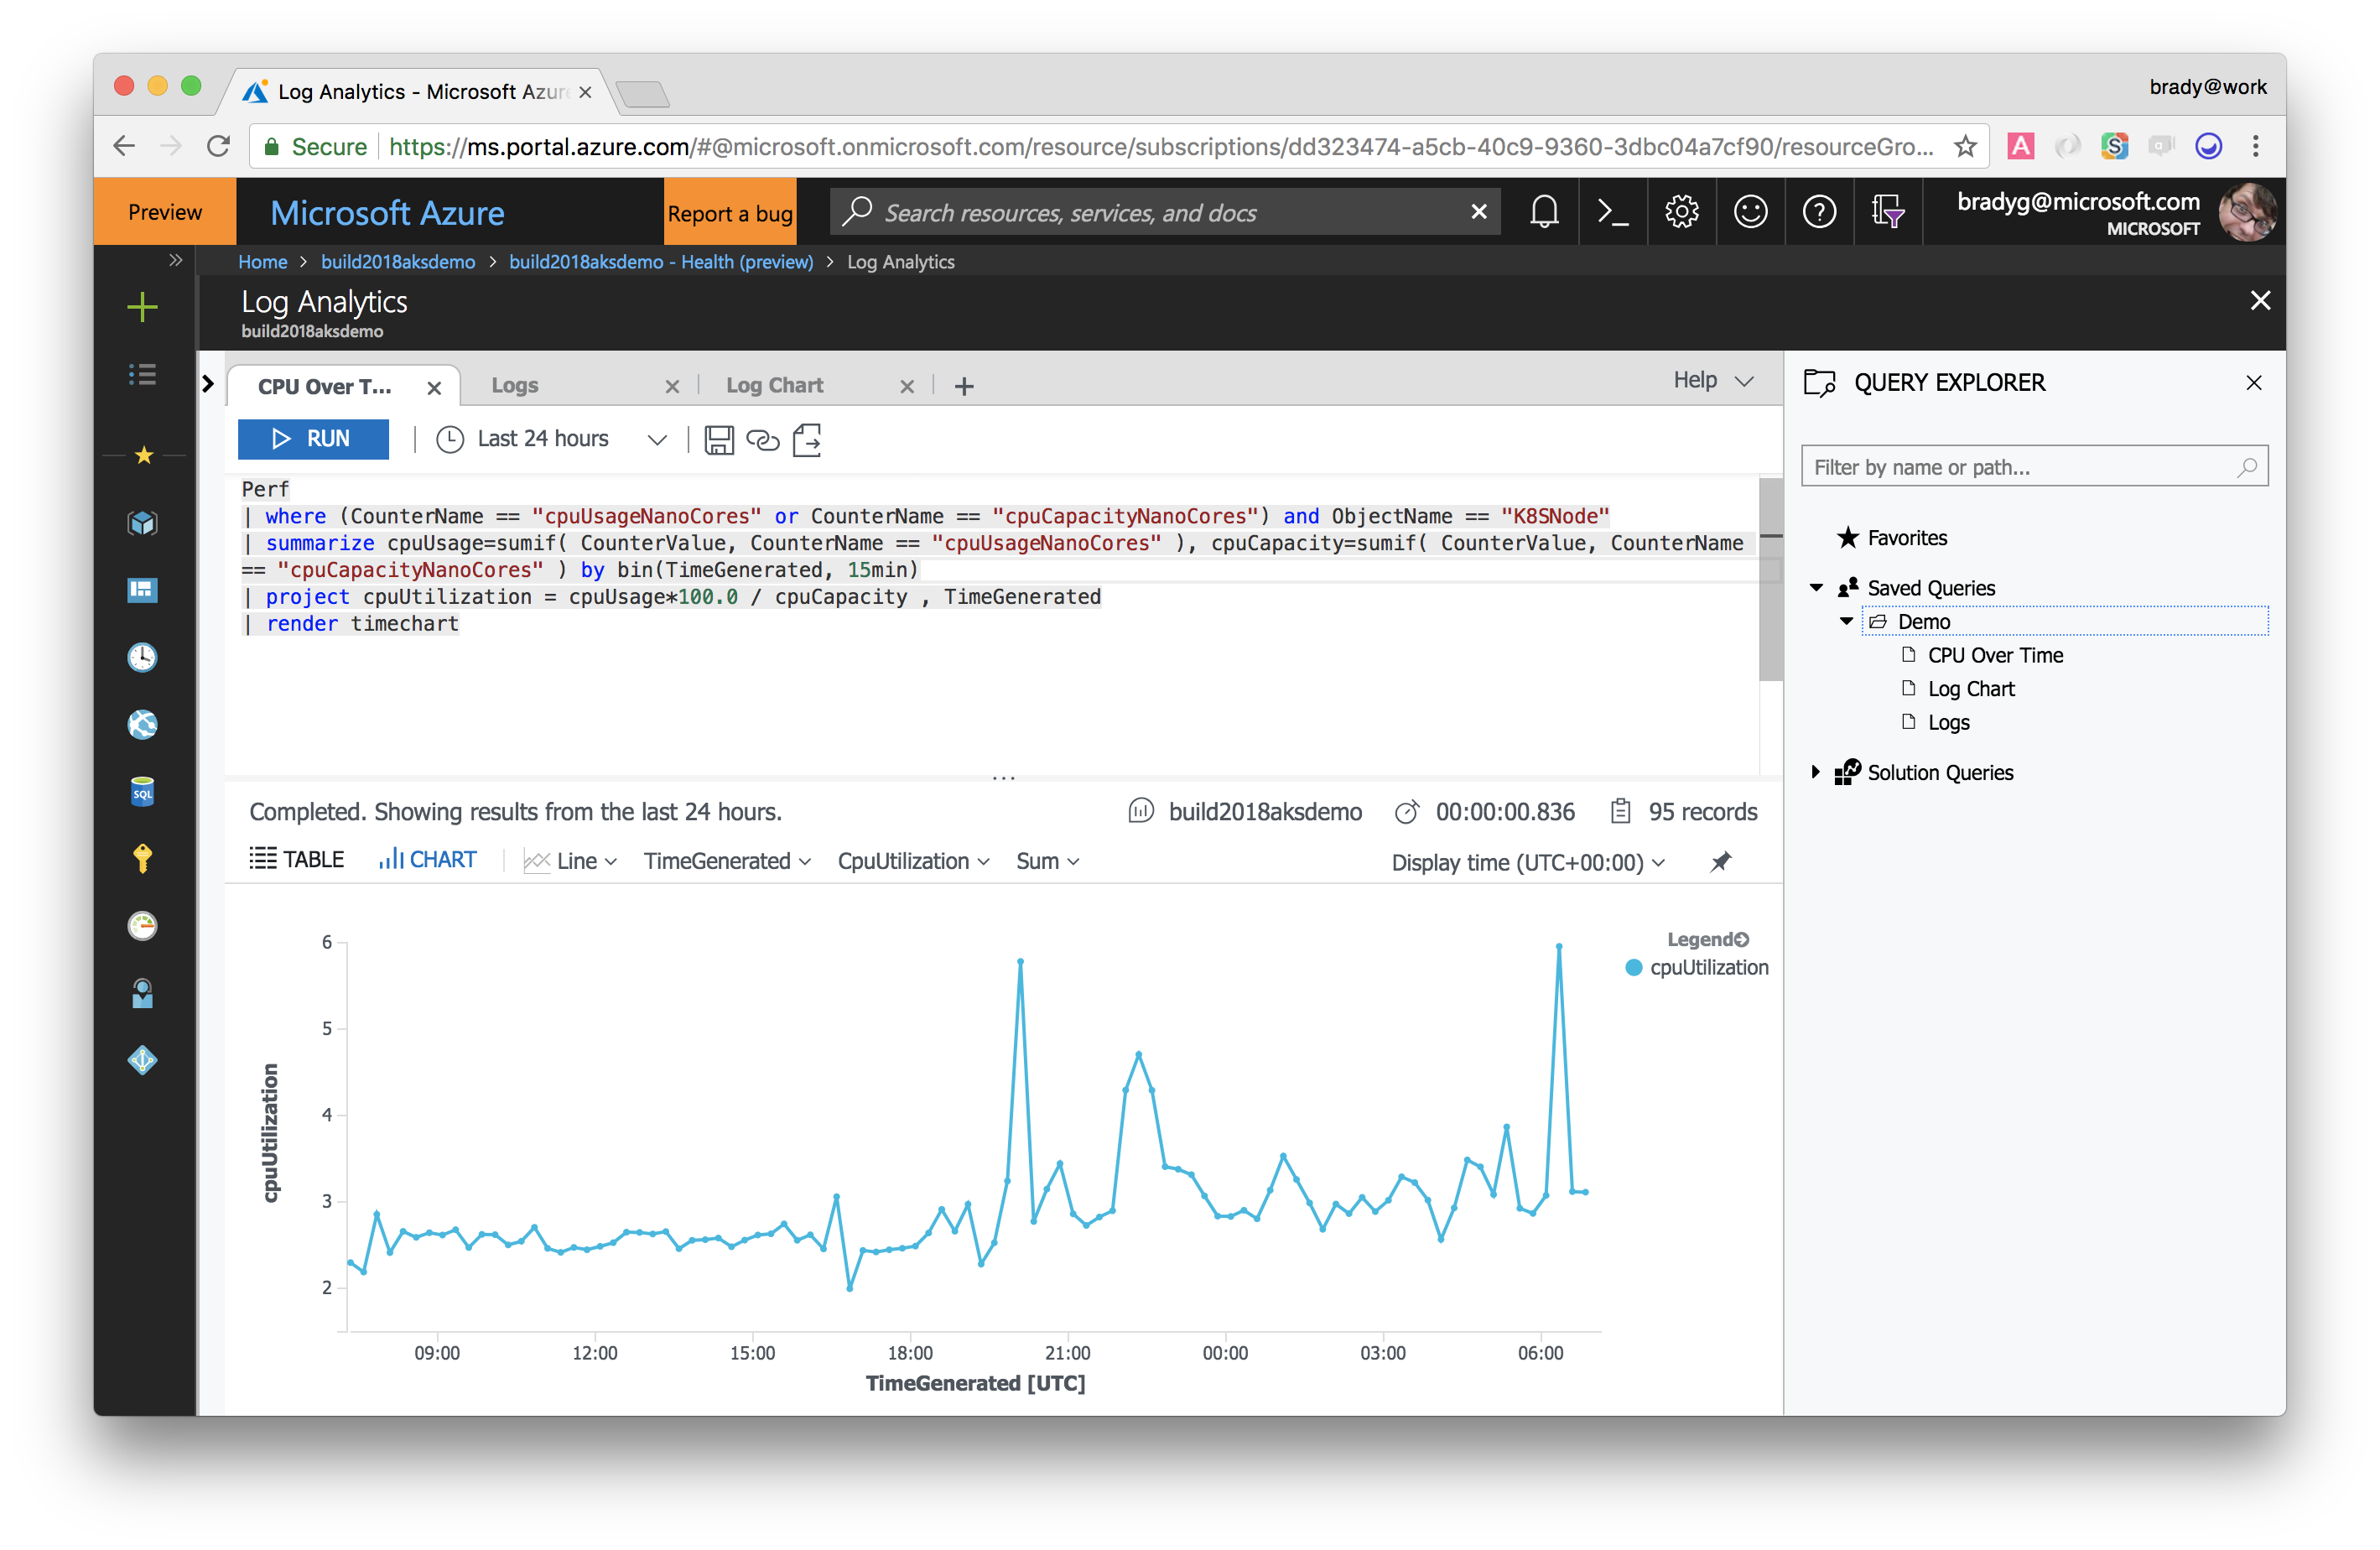 Log Analytics - Microsoft Azur
brady@work
Secure https://ms.portal.azure.com/#@microsoft.onmicrosoft.com/resource/subscriptions/dd323474-a5cb-40c9-9360-3dbc04a7cf90/resourceGro...
Preview
Microsoft Azure
Report a bug
Search resources, services, and docs
bradyg@microsoft.com
MICROSOFT
Home > build2018aksdemo > build2018aksdemo - Health (preview) > Log Analytics
Log Analytics
build2018aksdemo
CPU Over T...
Logs
Log Chart
Help
RUN
Last 24 hours
Perf
| where (CounterName == "cpuUsageNanoCores" or CounterName == "cpuCapacityNanoCores") and ObjectName == "K8SNode"
| summarize cpuUsage=sumif( CounterValue, CounterName == "cpuUsageNanoCores" ), cpuCapacity=sumif( CounterValue, CounterName
== "cpuCapacityNanoCores" ) by bin(TimeGenerated, 15min)
| project cpuUtilization = cpuUsage*100.0 / cpuCapacity , TimeGenerated
| render timechart
Completed. Showing results from the last 24 hours.
build2018aksdemo
00:00:00.836
95 records
TABLE
CHART
Line
TimeGenerated
CpuUtilization
Sum
Display time (UTC+00:00)
Legend
cpuUtilization
cpuUtilization
6
5
4
3
2
09:00 12:00 15:00 18:00 21:00 00:00 03:00 06:00
TimeGenerated [UTC]
QUERY EXPLORER
Filter by name or path...
Favorites
Saved Queries
Demo
CPU Over Time
Log Chart
Logs
Solution Queries
SQL
A
S
a